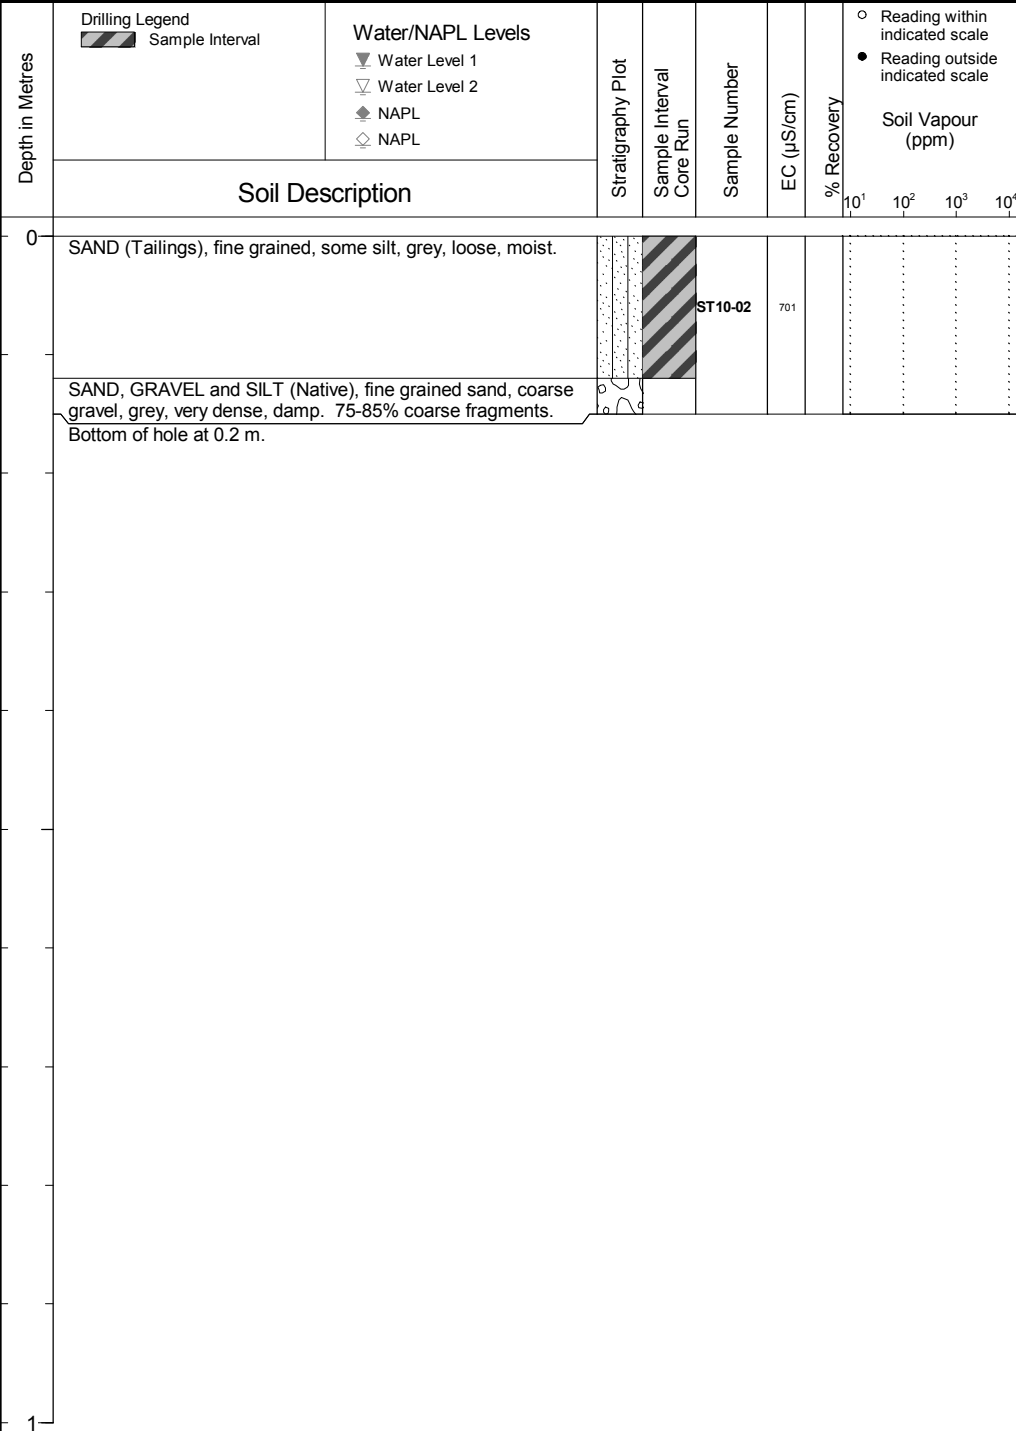 Depth in Metres
Drilling Legend
Sample Interval
Water/NAPL Levels
Water Level 1
Water Level 2
NAPL
NAPL
Soil Description
Stratigraphy Plot
Sample Interval
Core Run
Sample Number
EC (µS/cm)
% Recovery
Reading within
indicated scale
Reading outside
indicated scale
Soil Vapour
(ppm)
10¹ 10² 10³ 10⁴
0
SAND (Tailings), fine grained, some silt, grey, loose, moist.
ST10-02
701
SAND, GRAVEL and SILT (Native), fine grained sand, coarse
gravel, grey, very dense, damp. 75-85% coarse fragments.
Bottom of hole at 0.2 m.
1